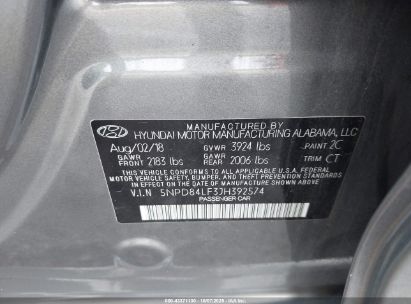 MANUFACTURED BY
HYUNDAI MOTOR MANUFACTURING ALABAMA, LLC
Aug/02/18 GVWR 3924 lbs PAINT 2C
GAWR FRONT 2183 lbs GAWR REAR 2006 lbs TRIM CT
THIS VEHICLE CONFORMS TO ALL APPLICABLE U.S.A. FEDERAL
MOTOR VEHICLE SAFETY, BUMPER, AND
THEFT PREVENTION STANDARDS IN EFFECT ON THE
DATE OF MANUFACTURE SHOWN ABOVE.
V.I.N 5NPD84LF3JH392574
PASSENGER CAR